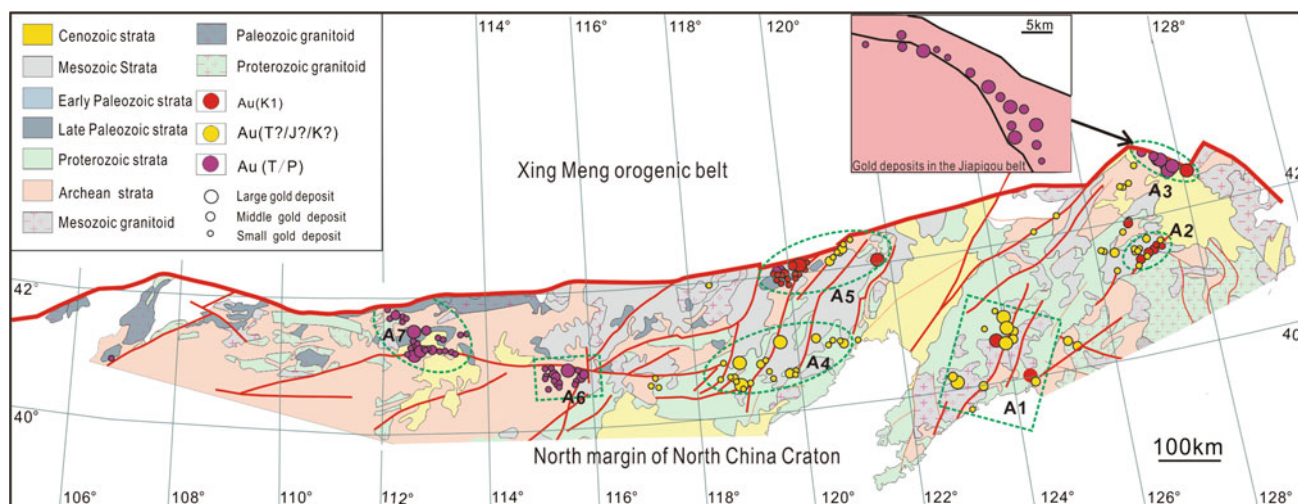 Cenozoic strata
Mesozoic Strata
Early Paleozoic strata
Late Paleozoic strata
Proterozoic strata
Archean strata
Mesozoic granitoid
Paleozoic granitoid
Proterozoic granitoid
Au(K1)
Au(T?/J?/K?)
Au (T/P)
Large gold deposit
Middle gold deposit
Small gold deposit
114° 116° 118° 120° 128°
5km
Gold deposits in the Jiapigou belt
Xing Meng orogenic belt
42
A3
A2
42°
A5
A7
A4
40°
A6
A1
40°
100km
North margin of North China Craton
106° 108° 110° 112° 114° 116° 118° 120° 122° 124° 126° 128°